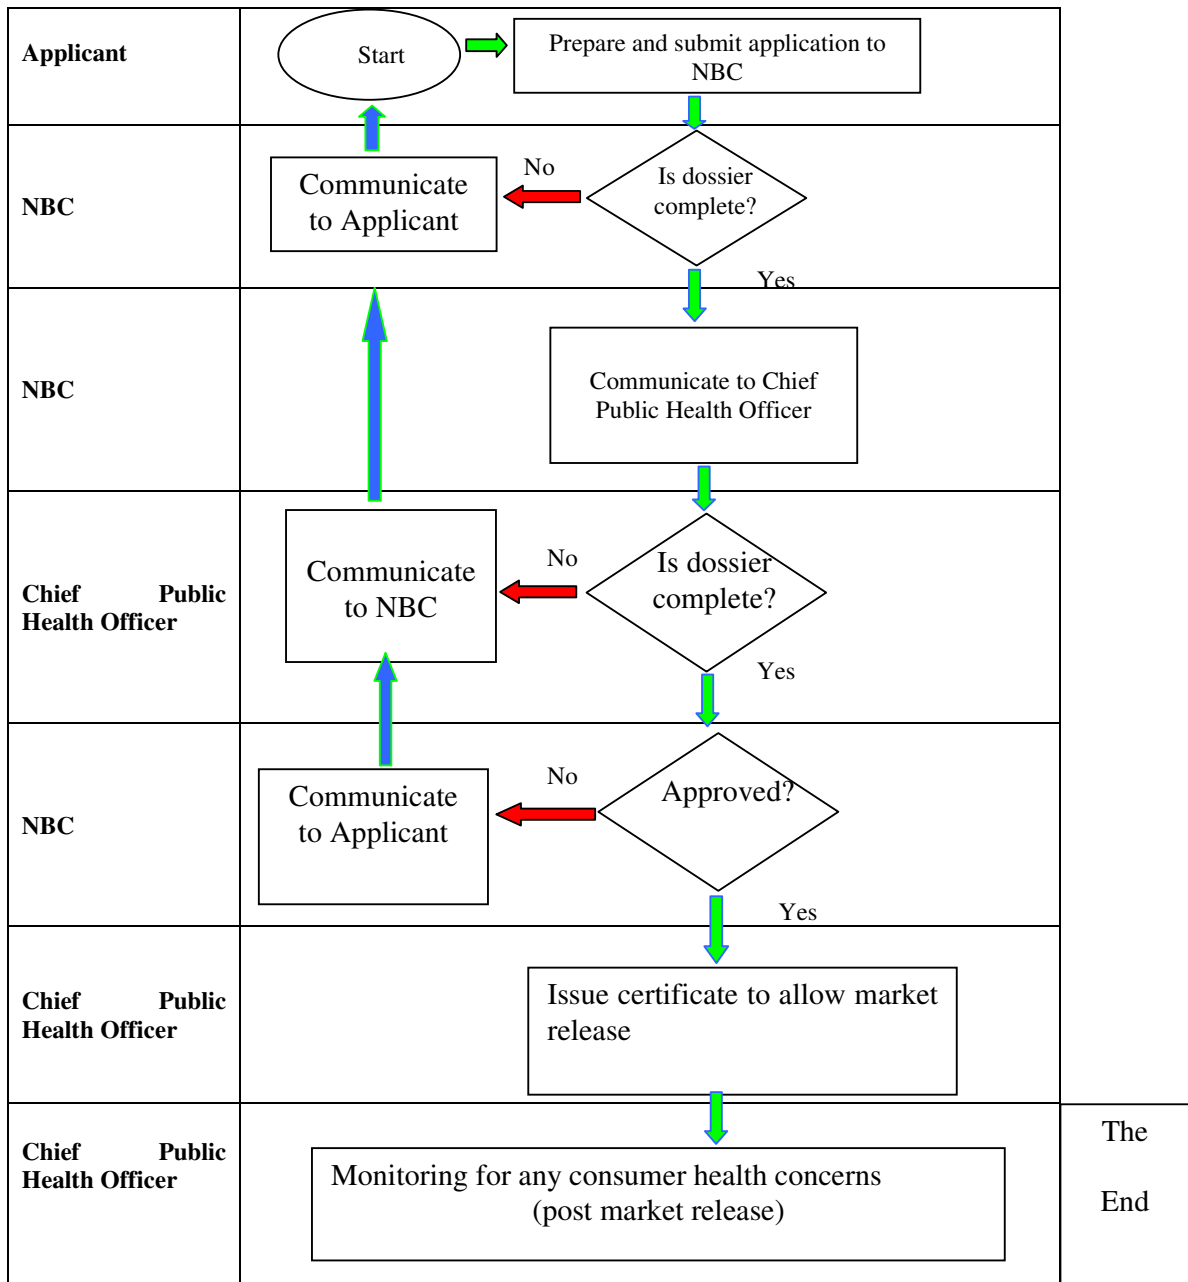 Applicant
Start
Prepare and submit application to
NBC
NBC
Communicate
to Applicant
No
Is dossier
complete?
Yes
NBC
Communicate to Chief
Public Health Officer
Chief Public
Health Officer
Communicate
to NBC
No
Is dossier
complete?
Yes
NBC
Communicate
to Applicant
No
Approved?
Yes
Chief Public
Health Officer
Issue certificate to allow market
release
Chief Public
Health Officer
Monitoring for any consumer health concerns
(post market release)
The
End